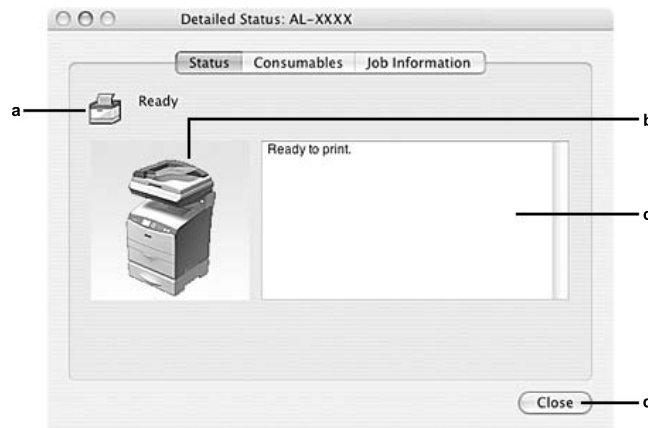 Detailed Status: AL-XXXX
Status Consumables Job Information
a
Ready
b
Ready to print.
Close